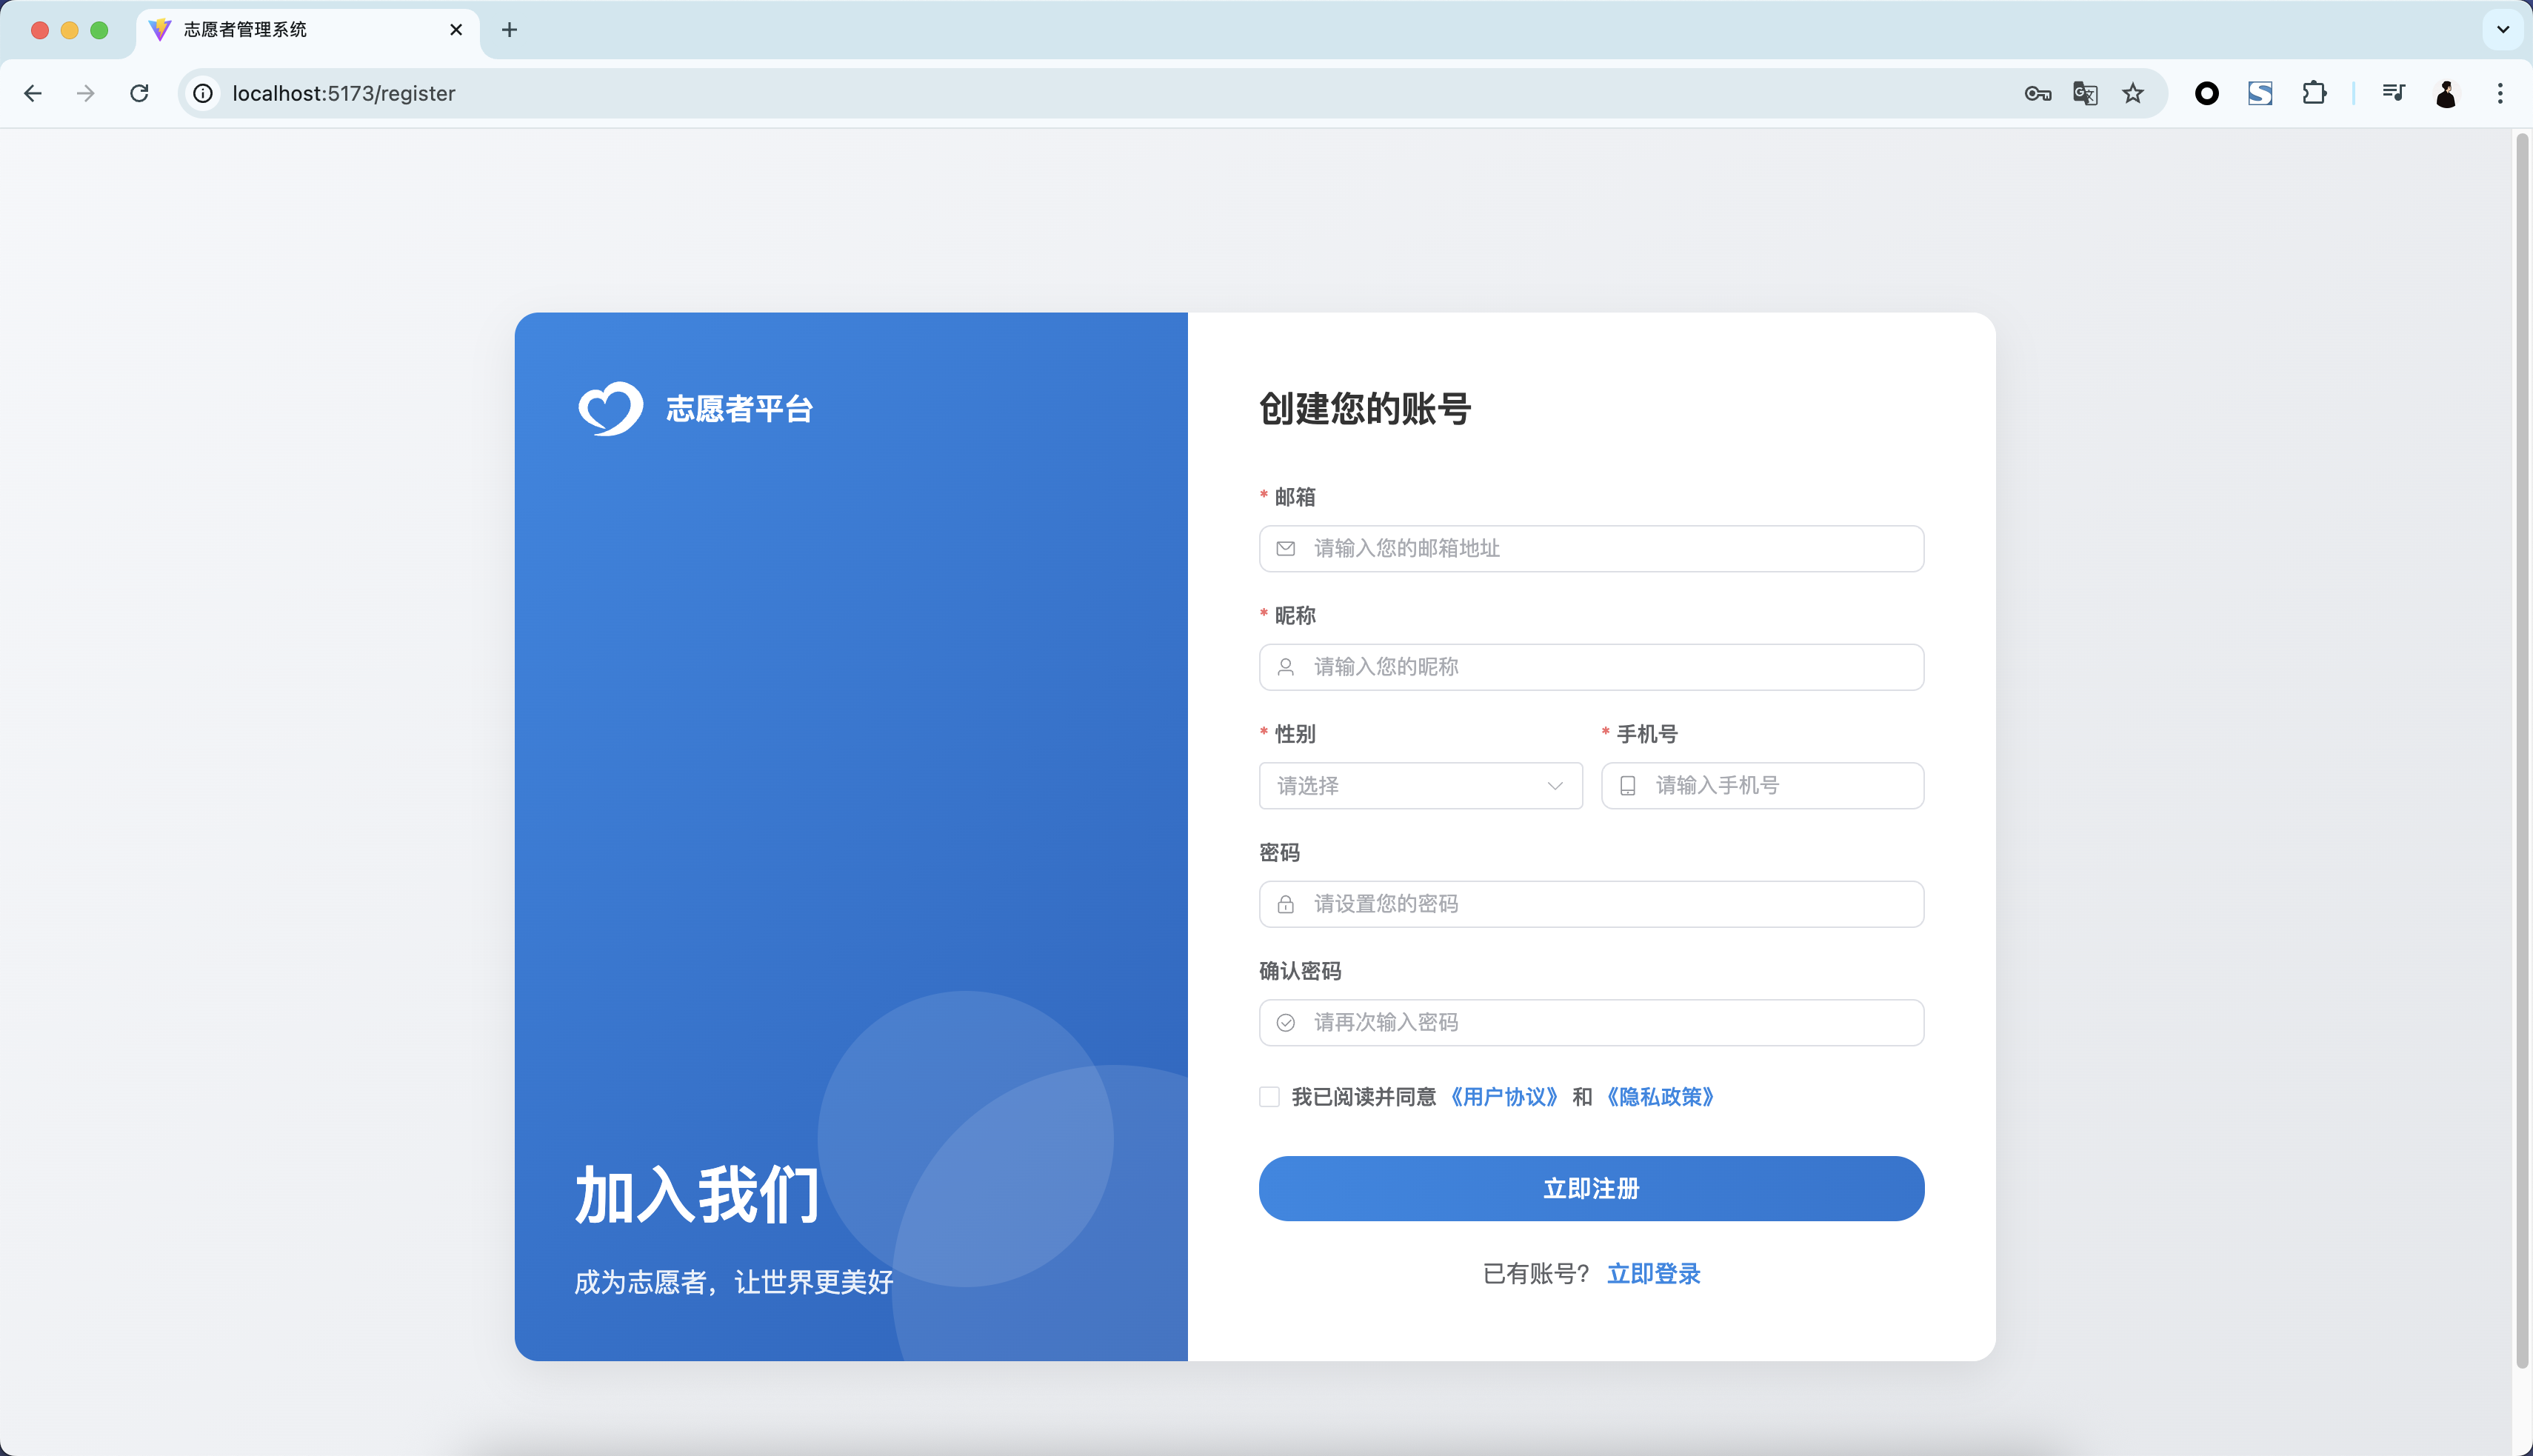 志愿者管理系统
localhost:5173/register
志愿者平台
加入我们
成为志愿者，让世界更美好
创建您的账号
* 邮箱
请输入您的邮箱地址
* 昵称
请输入您的昵称
* 性别
请选择
* 手机号
请输入手机号
密码
请设置您的密码
确认密码
请再次输入密码
我已阅读并同意 《用户协议》 和 《隐私政策》
立即注册
已有账号？ 立即登录